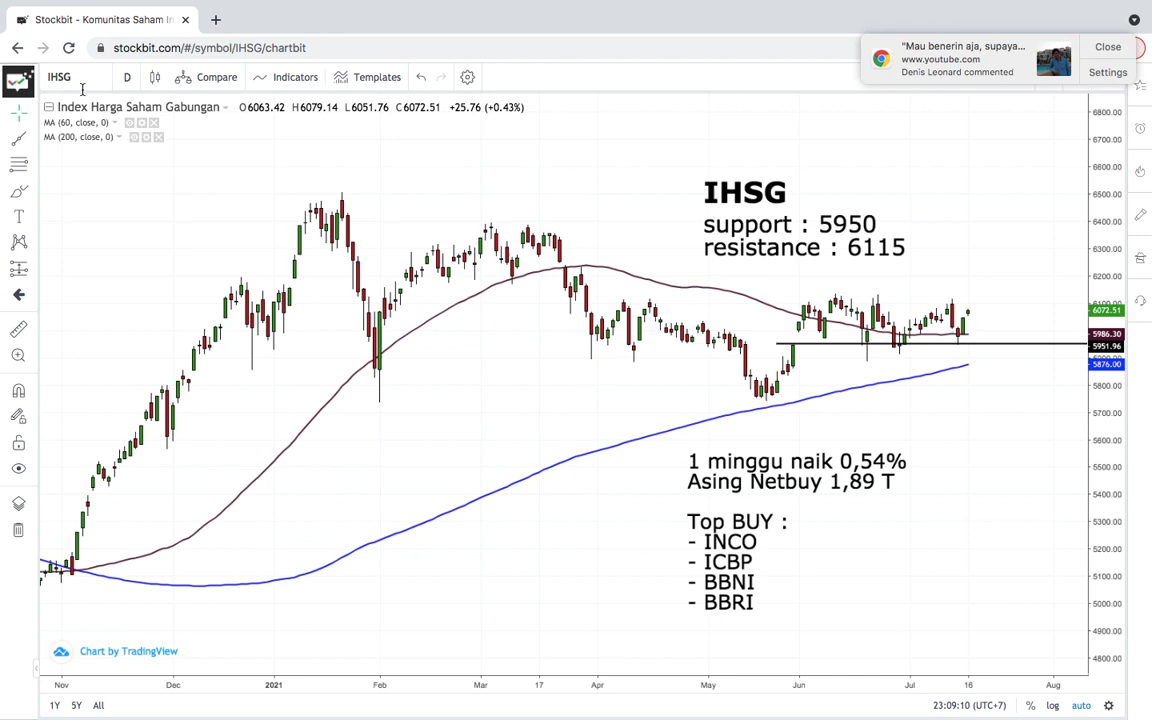 Stockbit - Komunitas Saham In
stockbit.com/#/symbol/IHSG/chartbit
"Mau benerin aja, supaya...
www.youtube.com
Denis Leonard commented
Close
Settings
IHSG
D
Compare
Indicators
Templates
Index Harga Saham Gabungan
O6063.42 H6079.14 L6051.76 C6072.51 +25.76 (+0.43%)
MA (60, close, 0)
MA (200, close, 0)
IHSG
support : 5950
resistance : 6115
1 minggu naik 0,54%
Asing Netbuy 1,89 T
Top BUY :
- INCO
- ICBP
- BBNI
- BBRI
6800.00
6700.00
6600.00
6500.00
6400.00
6300.00
6200.00
6072.51
5986.30
5951.96
5876.00
5800.00
5700.00
5600.00
5500.00
5400.00
5300.00
5200.00
5100.00
5000.00
4900.00
4800.00
Chart by TradingView
Nov Dec 2021 Feb Mar 17 Apr May Jun Jul 16 Aug
1Y 5Y All
23:09:10 (UTC+7) % log auto